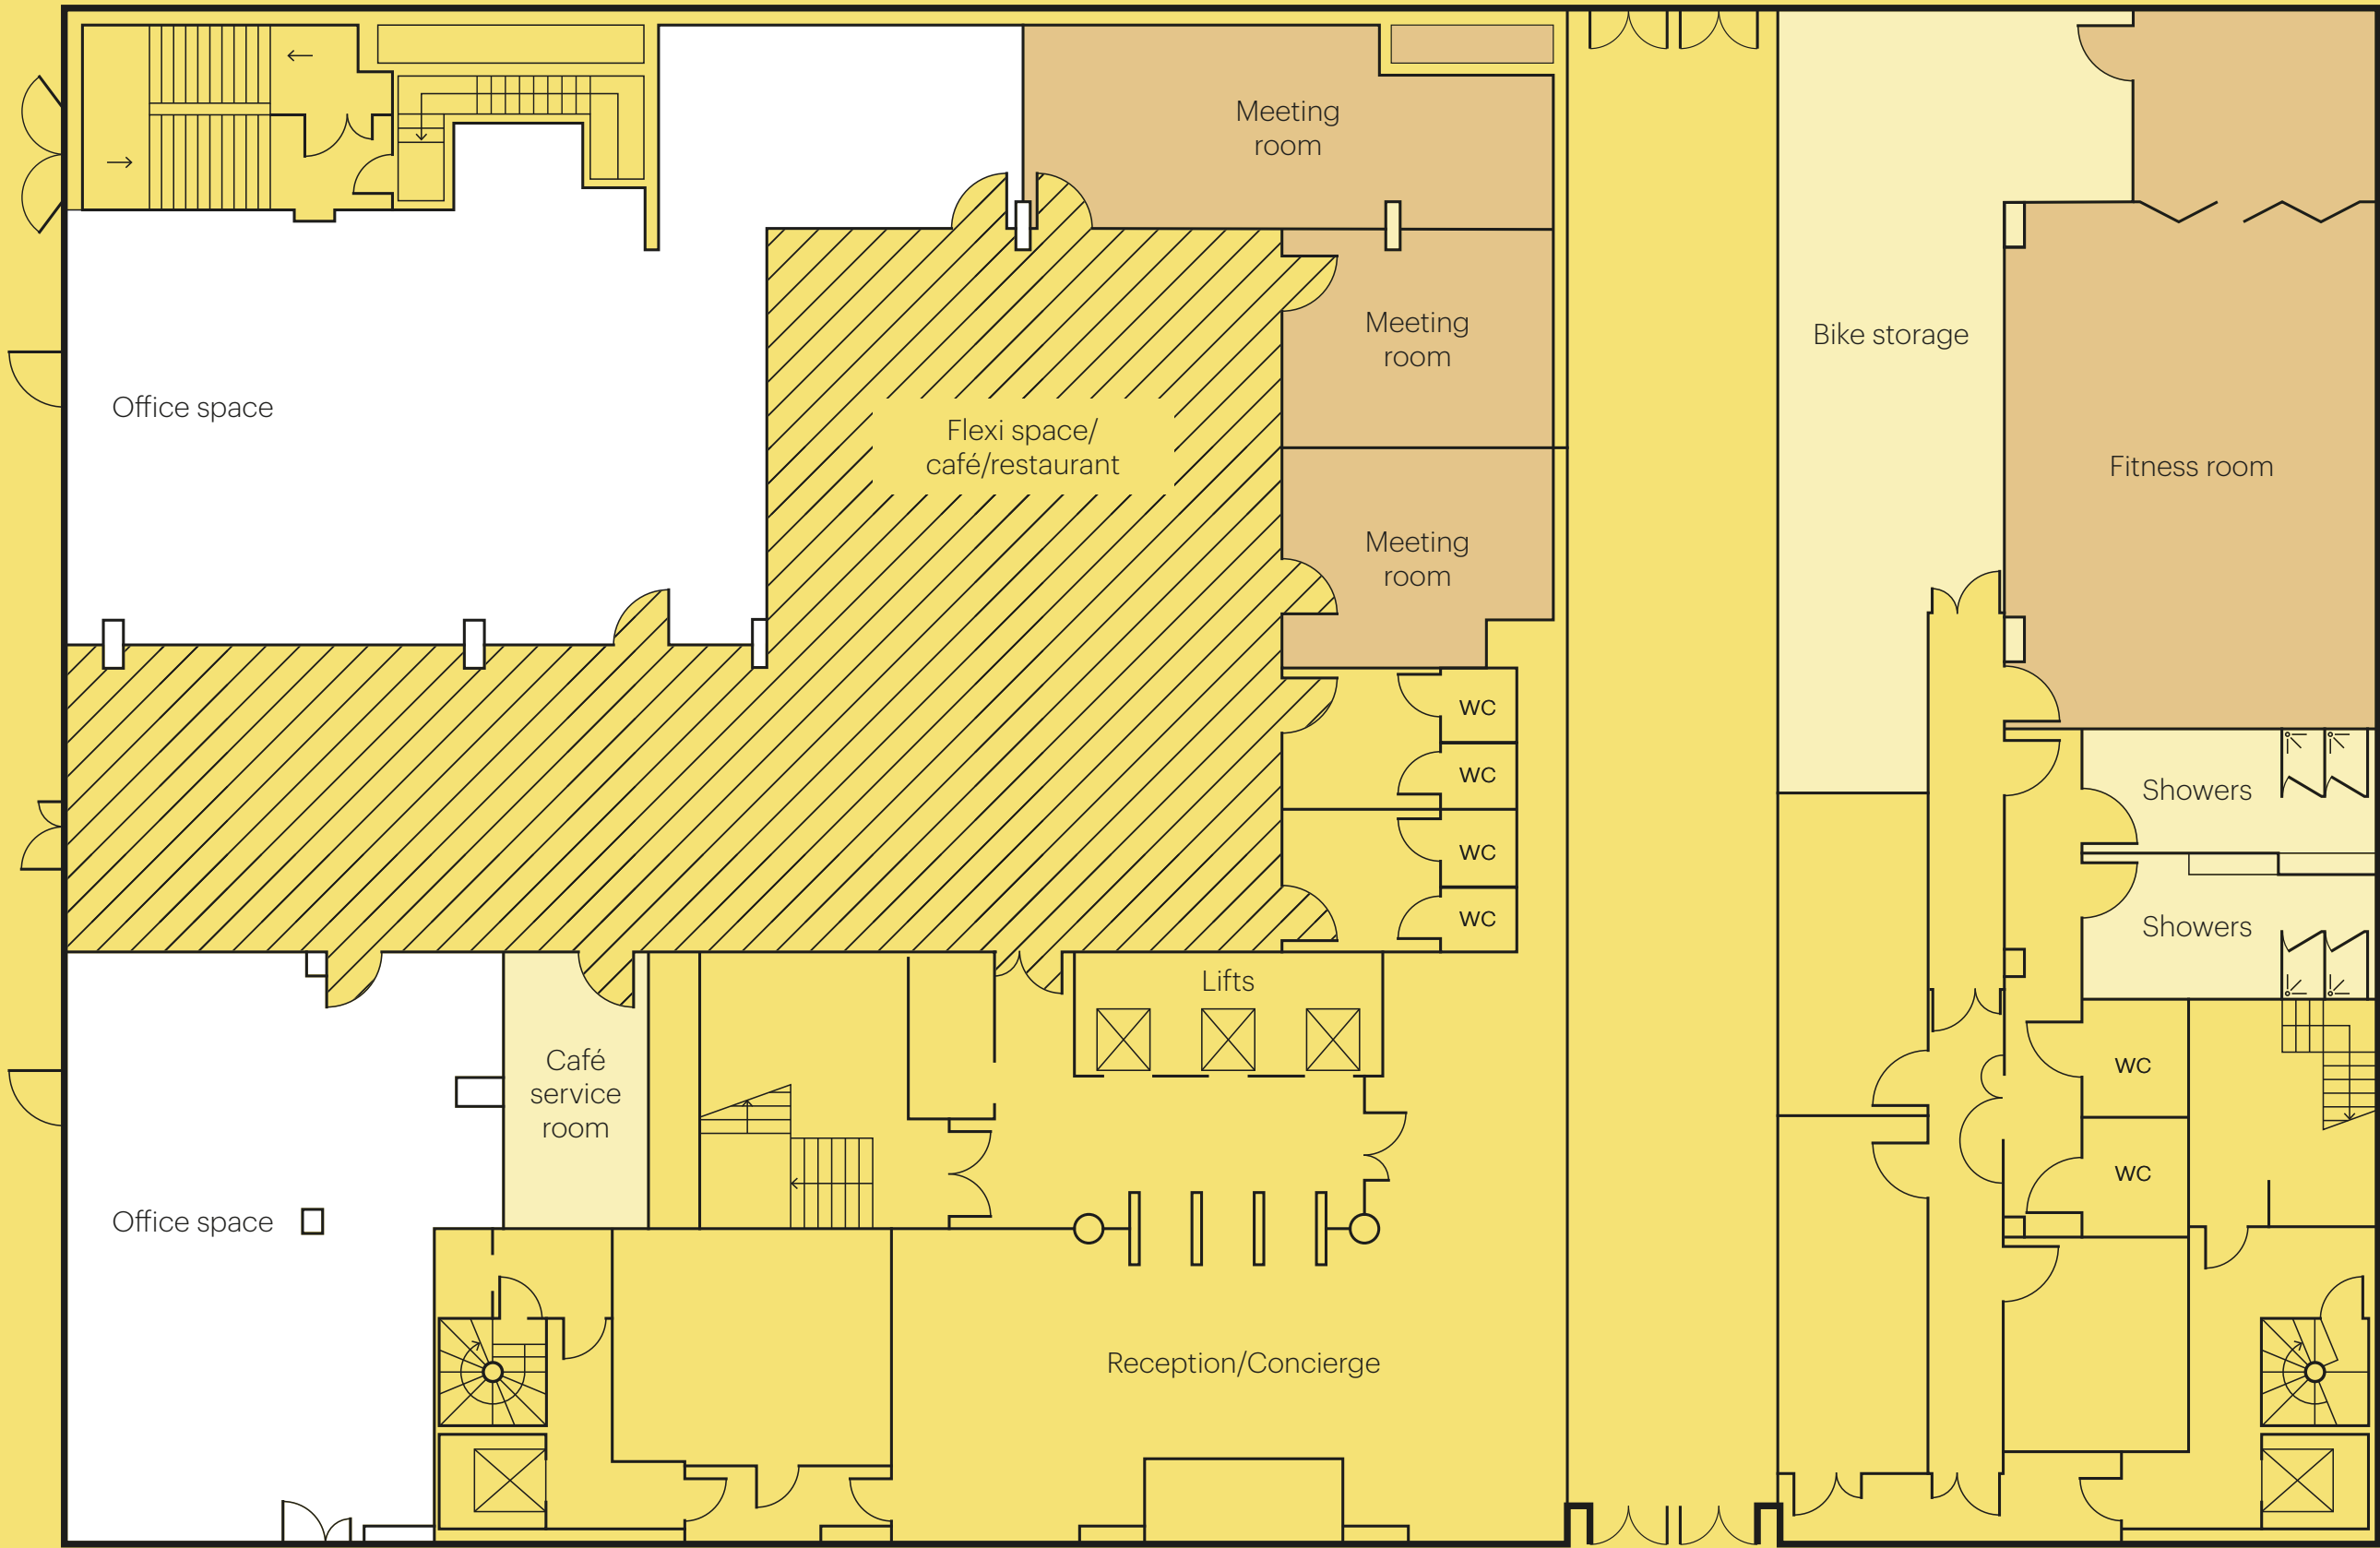 Meeting
room
Meeting
room
Bike storage
Office space
Flexi space/
café/restaurant
Fitness room
Meeting
room
WC
WC
Showers
WC
WC
Showers
Lifts
Café
service
room
WC
WC
Office space
Reception/Concierge